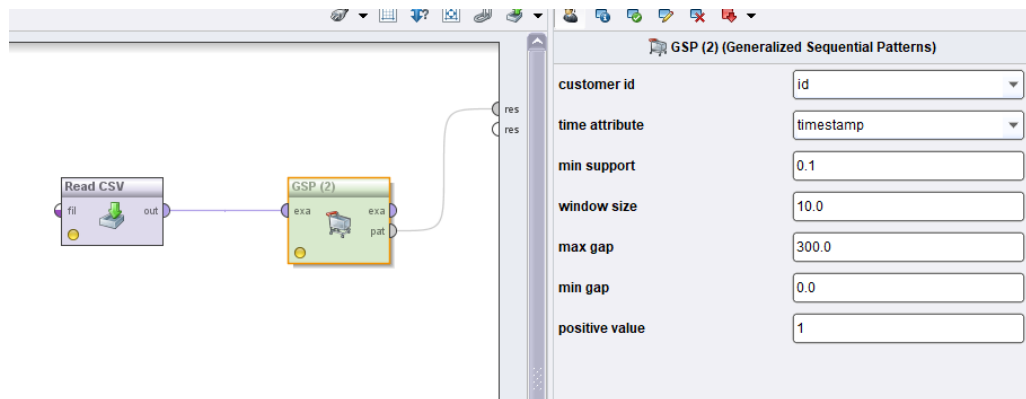 GSP (2) (Generalized Sequential Patterns)
customer id
id
time attribute
timestamp
min support
0.1
window size
10.0
max gap
300.0
min gap
0.0
positive value
1
res
res
Read CSV
fil
out
GSP (2)
exa
exa
pat